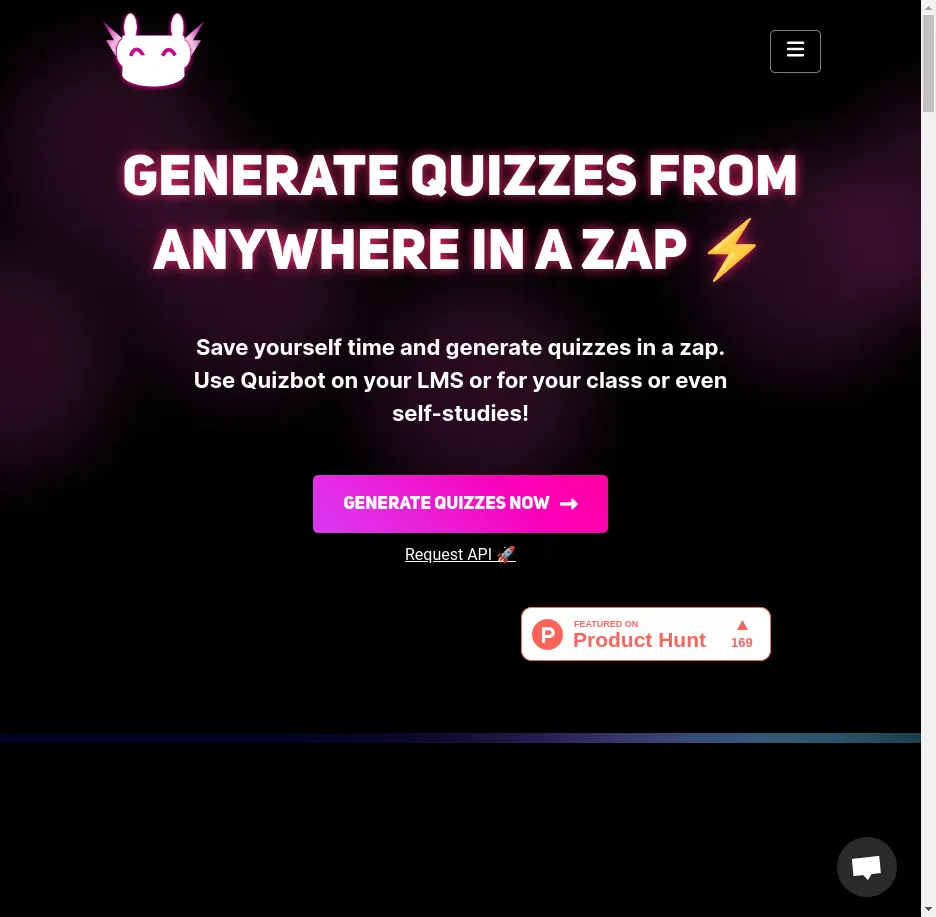 GENERATE QUIZZES FROM
ANYWHERE IN A ZAP ⚡
Save yourself time and generate quizzes in a zap.
Use Quizbot on your LMS or for your class or even
self-studies!
GENERATE QUIZZES NOW →
Request API 🚀
P
FEATURED ON
Product Hunt
▲
169